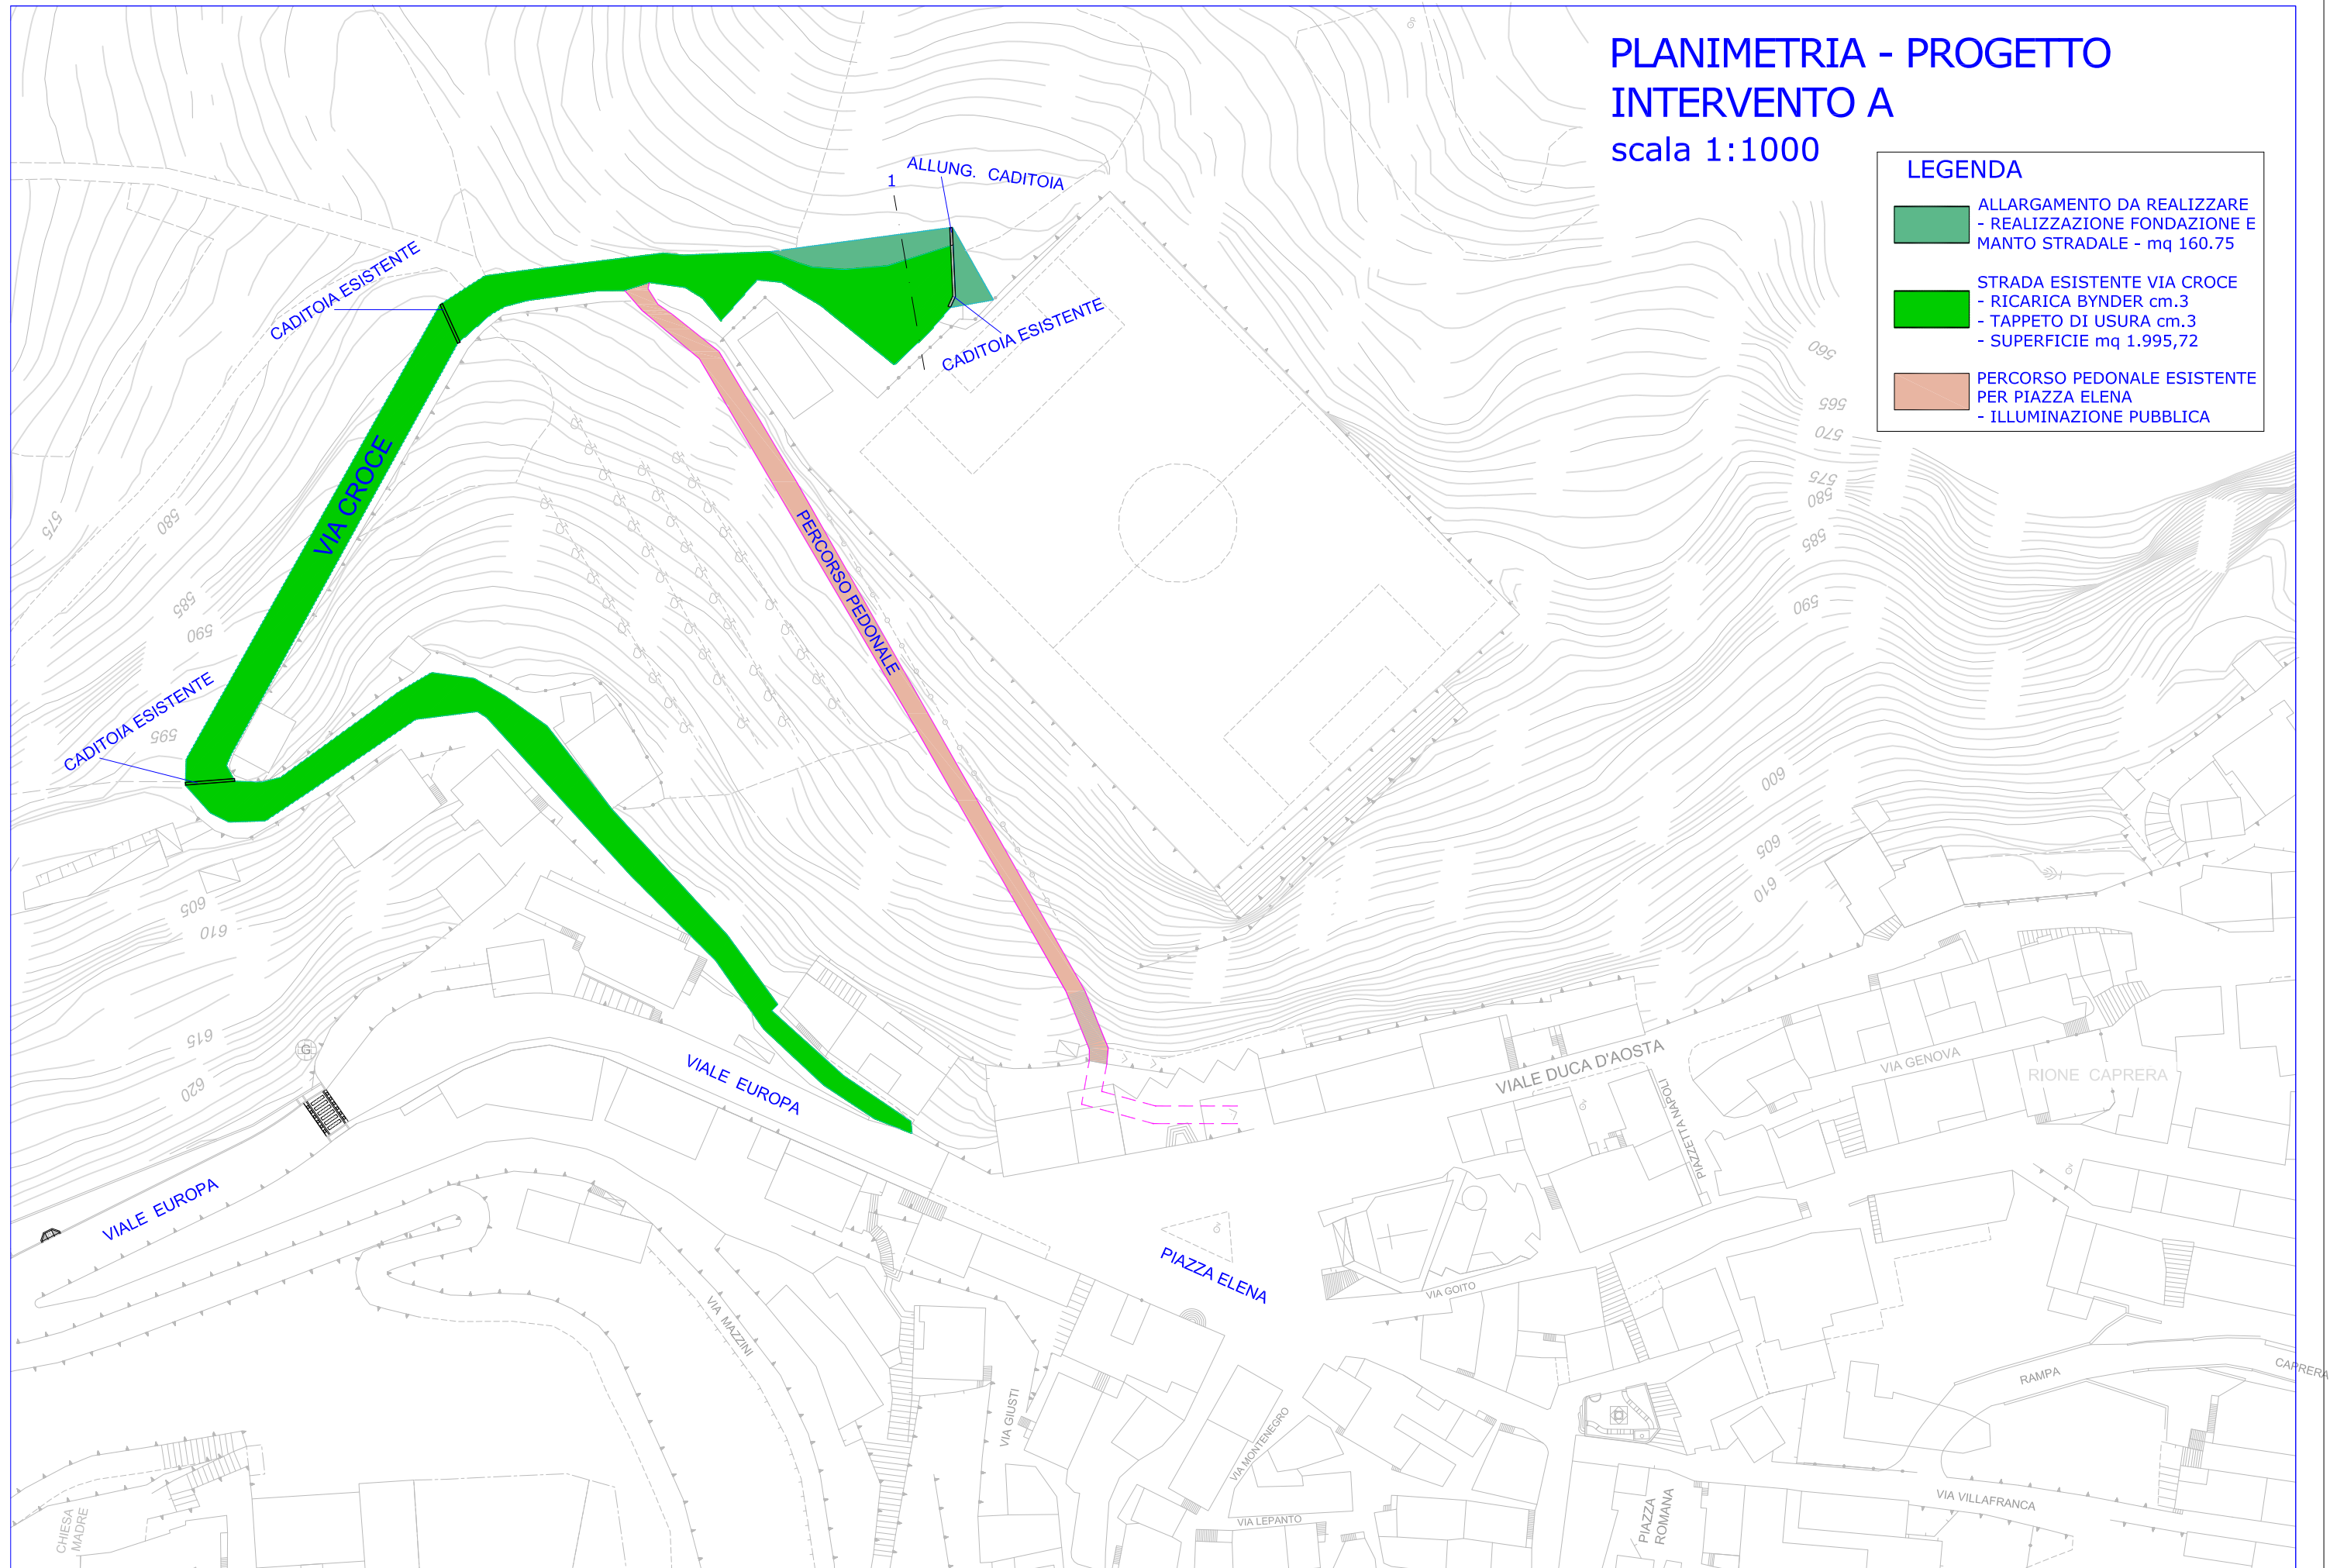 PLANIMETRIA - PROGETTO
INTERVENTO A
scala 1:1000
LEGENDA
ALLARGAMENTO DA REALIZZARE
- REALIZZAZIONE FONDAZIONE E
MANTO STRADALE - mq 160.75
STRADA ESISTENTE VIA CROCE
- RICARICA BYNDER cm.3
- TAPPETO DI USURA cm.3
- SUPERFICIE mq 1.995,72
PERCORSO PEDONALE ESISTENTE
PER PIAZZA ELENA
- ILLUMINAZIONE PUBBLICA
1
ALLUNG. CADITOIA
CADITOIA ESISTENTE
CADITOIA ESISTENTE
VIA CROCE
PERCORSO PEDONALE
CADITOIA ESISTENTE
560
565
570
575
580
585
590
600
605
610
575
580
585
590
595
605
610
615
620
G
VIALE EUROPA
VIALE EUROPA
VIALE DUCA D'AOSTA
PIAZZETTA NAPOLI
VIA GENOVA
RIONE CAPRERA
PIAZZA ELENA
VIA GOITO
VIA MAZZINI
VIA GIUSTI
VIA MONTENEGRO
VIA LEPANTO
RAMPA
CAPRERA
VIA VILLAFRANCA
PIAZZA
ROMANA
CHIESA
MADRE